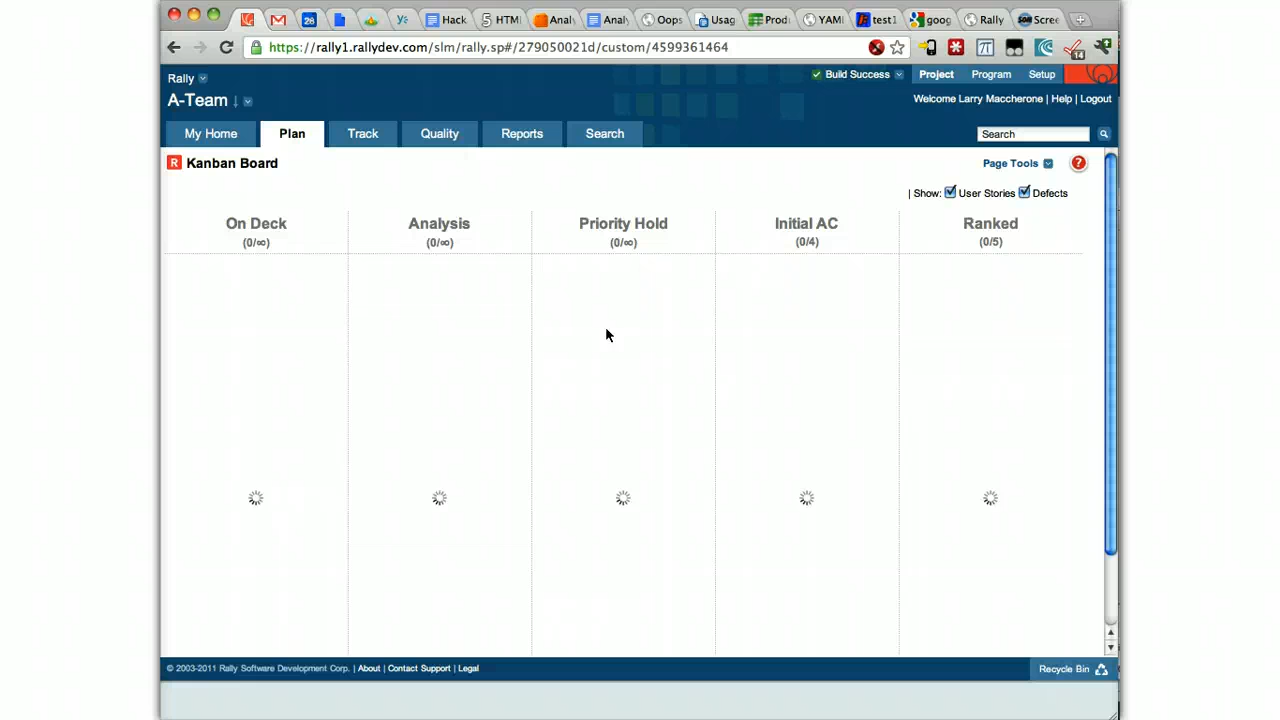 Hack
HTML
Anal
Analy
Oops
Usag
Prod
YAML
test1
goog
Rally
Scree
https://rally1.rallydev.com/slm/rally.sp#/279050021d/custom/4599361464
14
Rally
Build Success
Project
Program
Setup
A-Team
Welcome Larry Maccherone | Help | Logout
My Home
Plan
Track
Quality
Reports
Search
Search
R
Kanban Board
Page Tools
?
| Show: User Stories Defects
On Deck
Analysis
Priority Hold
Initial AC
Ranked
(0/∞)
(0/∞)
(0/∞)
(0/4)
(0/5)
© 2003-2011 Rally Software Development Corp. | About | Contact Support | Legal
Recycle Bin